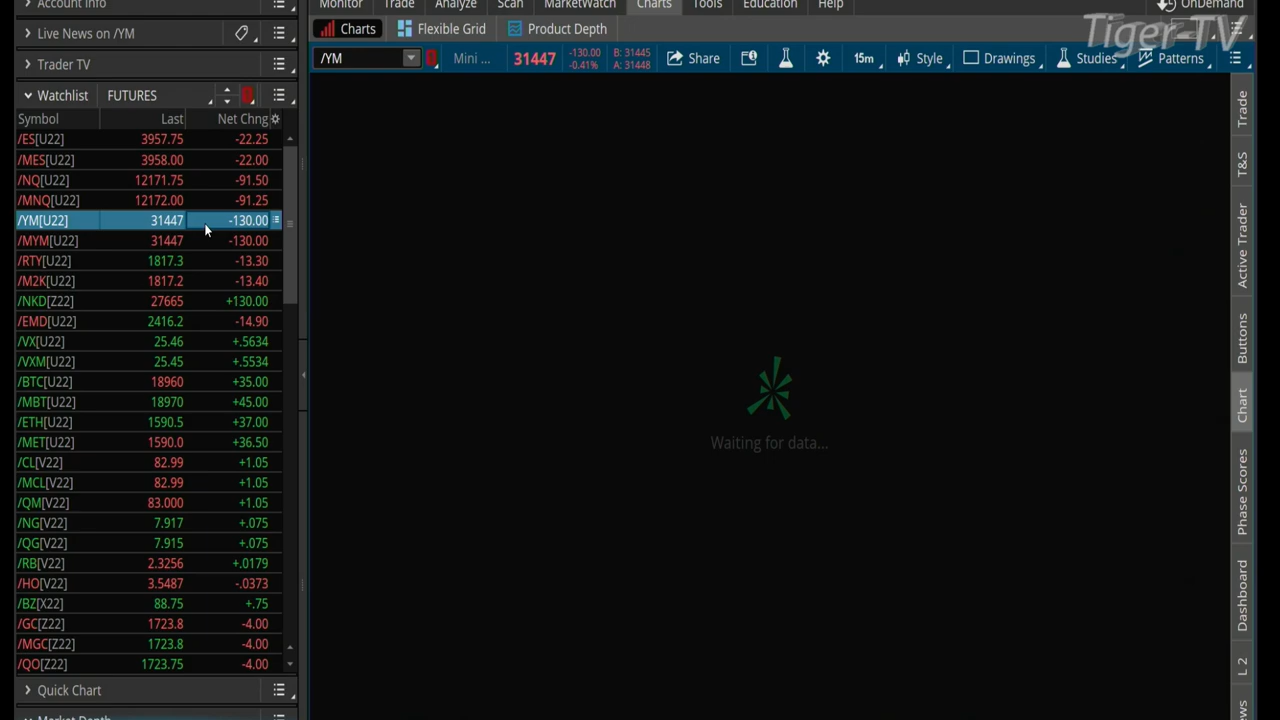 Account Info
Monitor Trade Analyze Scan MarketWatch Charts Tools Education Help OnDemand
Tiger-TV
Live News on /YM
Charts Flexible Grid Product Depth
Trader TV
/YM Mini ... 31447 -130.00 -0.41% B: 31445 A: 31448 Share 15m Style Drawings Studies Patterns
Watchlist FUTURES
Symbol Last Net Chng
/ES[U22] 3957.75 -22.25
/MES[U22] 3958.00 -22.00
/NQ[U22] 12171.75 -91.50
/MNQ[U22] 12172.00 -91.25
/YM[U22] 31447 -130.00
/MYM[U22] 31447 -130.00
/RTY[U22] 1817.3 -13.30
/M2K[U22] 1817.2 -13.40
/NKD[Z22] 27665 +130.00
/EMD[U22] 2416.2 -14.90
/VX[U22] 25.46 +.5634
/VXM[U22] 25.45 +.5534
/BTC[U22] 18960 +35.00
/MBT[U22] 18970 +45.00
/ETH[U22] 1590.5 +37.00
/MET[U22] 1590.0 +36.50
/CL[V22] 82.99 +1.05
/MCL[V22] 82.99 +1.05
/QM[V22] 83.000 +1.05
/NG[V22] 7.917 +.075
/QG[V22] 7.915 +.075
/RB[V22] 2.3256 +.0179
/HO[V22] 3.5487 -.0373
/BZ[X22] 88.75 +.75
/GC[Z22] 1723.8 -4.00
/MGC[Z22] 1723.8 -4.00
/QO[Z22] 1723.75 -4.00
Quick Chart
Market Depth
Waiting for data...
Trade
T&S
Active Trader
Buttons
Chart
Phase Scores
Dashboard
L 2